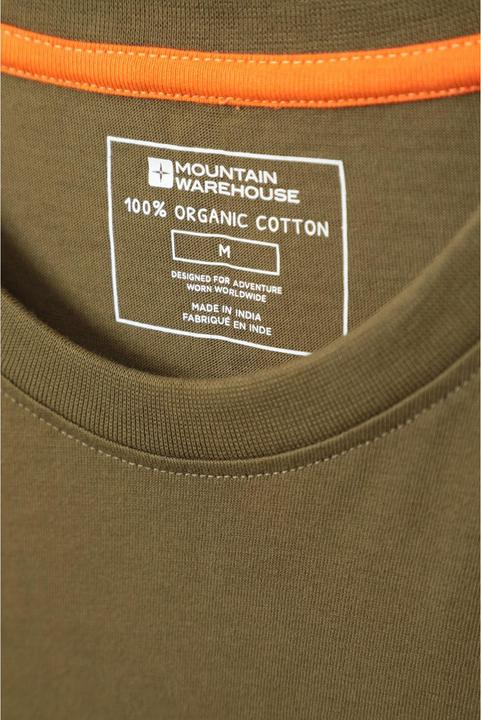 MOUNTAIN
WAREHOUSE
100% ORGANIC COTTON
M
DESIGNED FOR ADVENTURE
WORN WORLDWIDE
MADE IN INDIA
FABRIQUÉ EN INDE